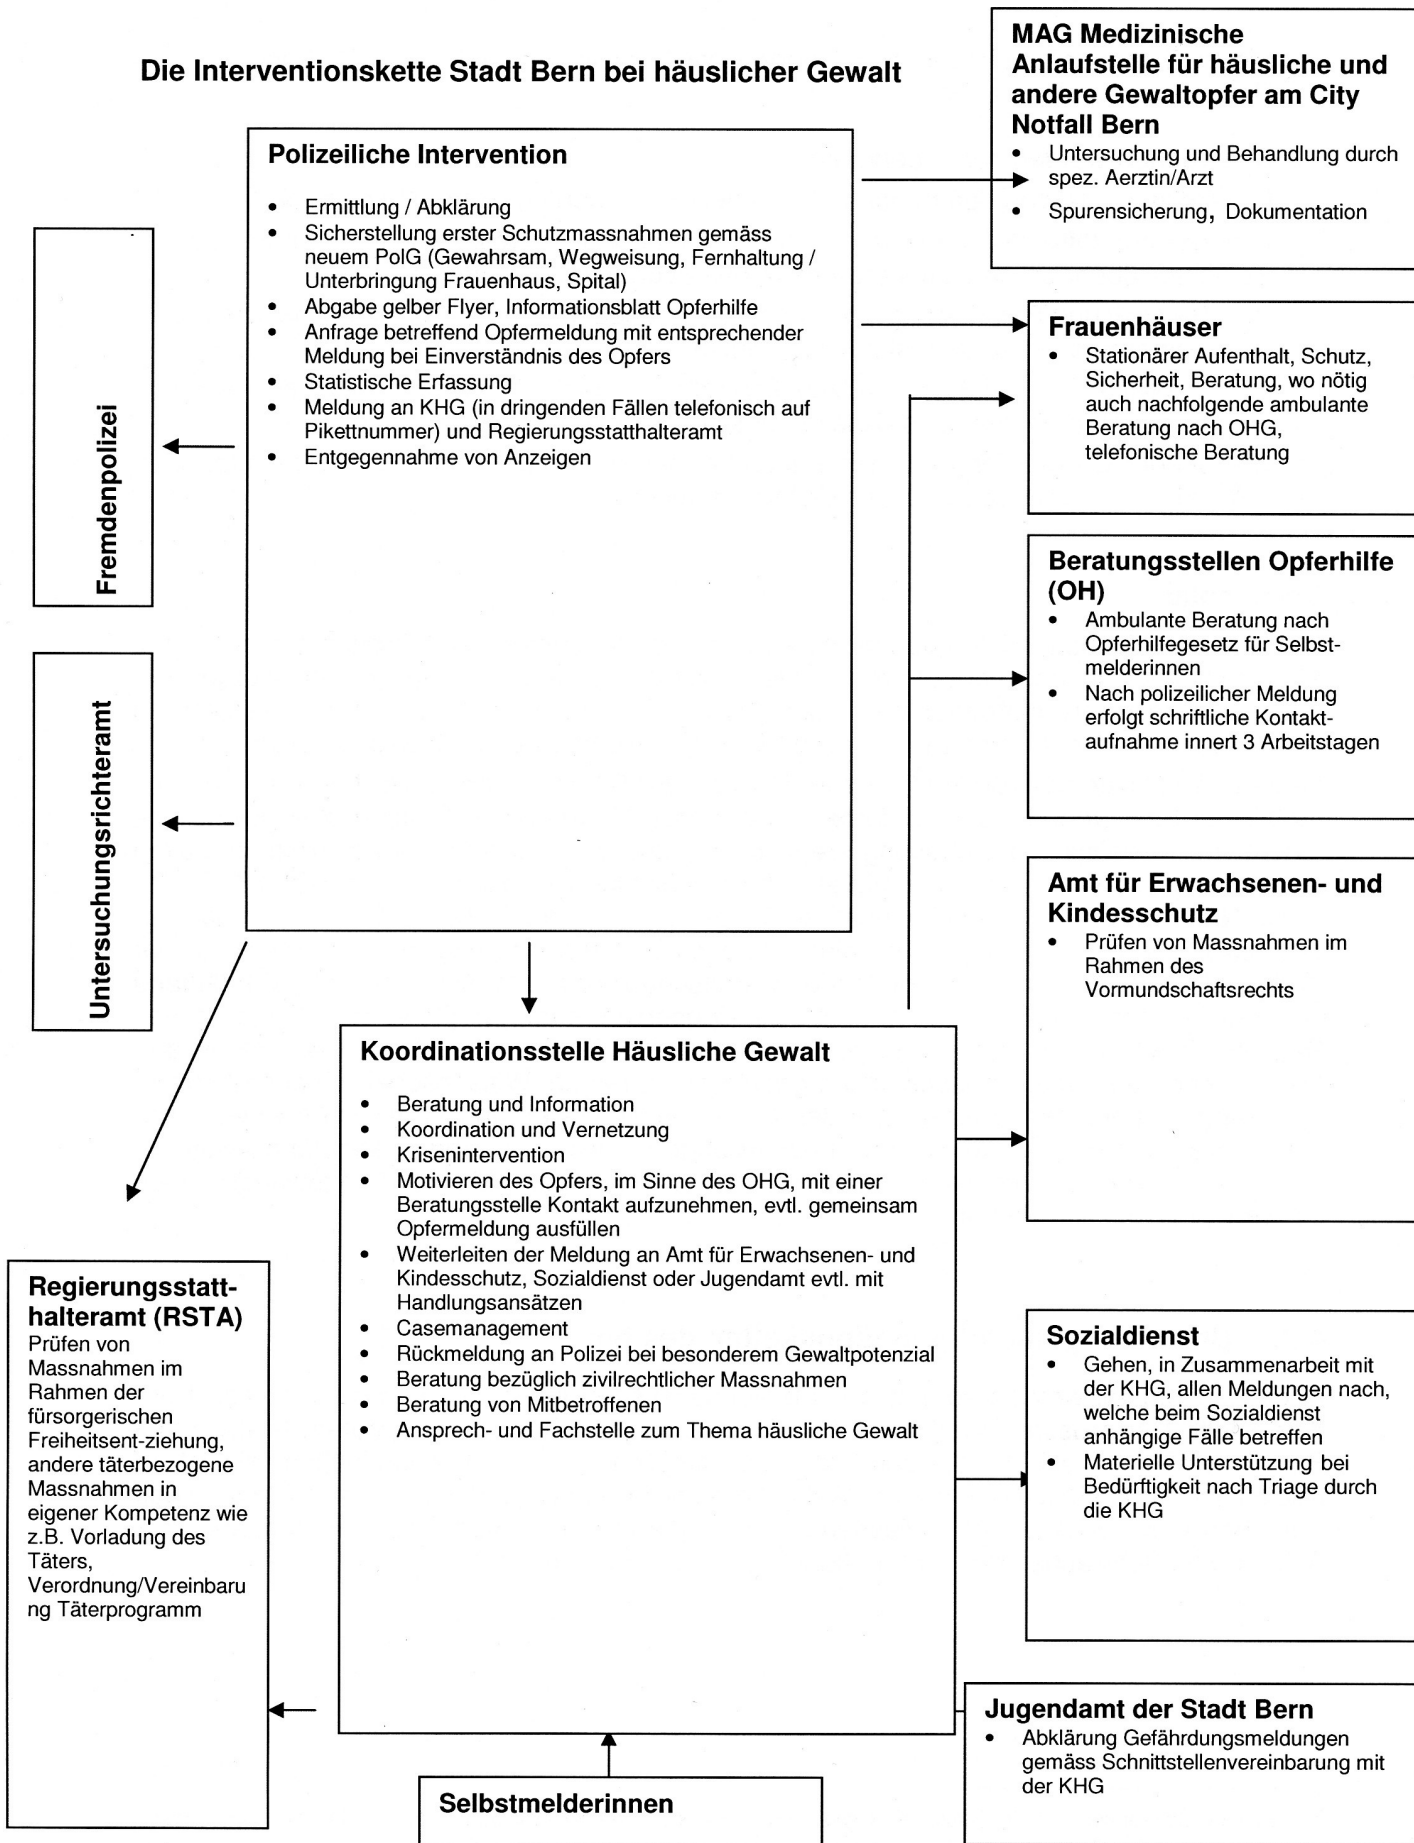 Die Interventionskette Stadt Bern bei häuslicher Gewalt
MAG Medizinische
Anlaufstelle für häusliche und
andere Gewaltopfer am City
Notfall Bern
• Untersuchung und Behandlung durch
spez. Aerztin/Arzt
• Spurensicherung, Dokumentation
Polizeiliche Intervention
• Ermittlung / Abklärung
• Sicherstellung erster Schutzmassnahmen gemäss
neuem PolG (Gewahrsam, Wegweisung, Fernhaltung /
Unterbringung Frauenhaus, Spital)
• Abgabe gelber Flyer, Informationsblatt Opferhilfe
• Anfrage betreffend Opfermeldung mit entsprechender
Meldung bei Einverständnis des Opfers
• Statistische Erfassung
• Meldung an KHG (in dringenden Fällen telefonisch auf
Pikettnummer) und Regierungsstatthalteramt
• Entgegennahme von Anzeigen
Fremdenpolizei
Untersuchungsrichteramt
Frauenhäuser
• Stationärer Aufenthalt, Schutz,
Sicherheit, Beratung, wo nötig
auch nachfolgende ambulante
Beratung nach OHG,
telefonische Beratung
Beratungsstellen Opferhilfe
(OH)
• Ambulante Beratung nach
Opferhilfegesetz für Selbst-
melderinnen
• Nach polizeilicher Meldung
erfolgt schriftliche Kontakt-
aufnahme innert 3 Arbeitstagen
Amt für Erwachsenen- und
Kindesschutz
• Prüfen von Massnahmen im
Rahmen des
Vormundschaftsrechts
Koordinationsstelle Häusliche Gewalt
• Beratung und Information
• Koordination und Vernetzung
• Krisenintervention
• Motivieren des Opfers, im Sinne des OHG, mit einer
Beratungsstelle Kontakt aufzunehmen, evtl. gemeinsam
Opfermeldung ausfüllen
• Weiterleiten der Meldung an Amt für Erwachsenen- und
Kindesschutz, Sozialdienst oder Jugendamt evtl. mit
Handlungsansätzen
• Casemanagement
• Rückmeldung an Polizei bei besonderem Gewaltpotenzial
• Beratung bezüglich zivilrechtlicher Massnahmen
• Beratung von Mitbetroffenen
• Ansprech- und Fachstelle zum Thema häusliche Gewalt
Regierungsstatt-
halteramt (RSTA)
Prüfen von
Massnahmen im
Rahmen der
fürsorgerischen
Freiheitsent-ziehung,
andere täterbezogene
Massnahmen in
eigener Kompetenz wie
z.B. Vorladung des
Täters,
Verordnung/Vereinbaru
ng Täterprogramm
Sozialdienst
• Gehen, in Zusammenarbeit mit
der KHG, allen Meldungen nach,
welche beim Sozialdienst
anhängige Fälle betreffen
• Materielle Unterstützung bei
Bedürftigkeit nach Triage durch
die KHG
Jugendamt der Stadt Bern
• Abklärung Gefährdungsmeldungen
gemäss Schnittstellenvereinbarung mit
der KHG
Selbstmelderinnen